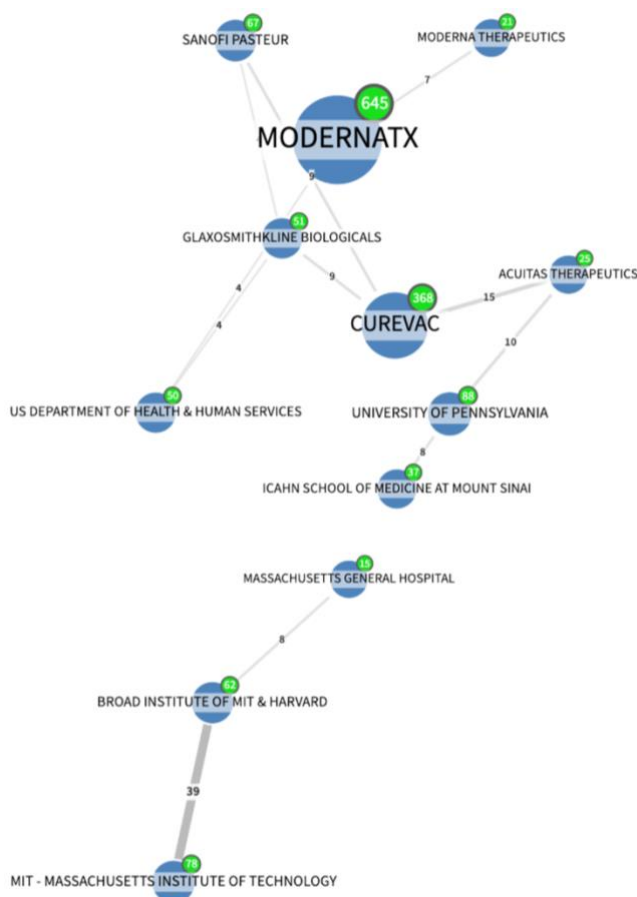 67
SANOFI PASTEUR
21
MODERNA THERAPEUTICS
7
645
MODERNATX
9
51
GLAXOSMITHKLINE BIOLOGICALS
25
ACUITAS THERAPEUTICS
9
4
15
368
CUREVAC
4
10
50
US DEPARTMENT OF HEALTH & HUMAN SERVICES
88
UNIVERSITY OF PENNSYLVANIA
8
37
ICAHN SCHOOL OF MEDICINE AT MOUNT SINAI
15
MASSACHUSETTS GENERAL HOSPITAL
8
62
BROAD INSTITUTE OF MIT & HARVARD
39
78
MIT - MASSACHUSETTS INSTITUTE OF TECHNOLOGY